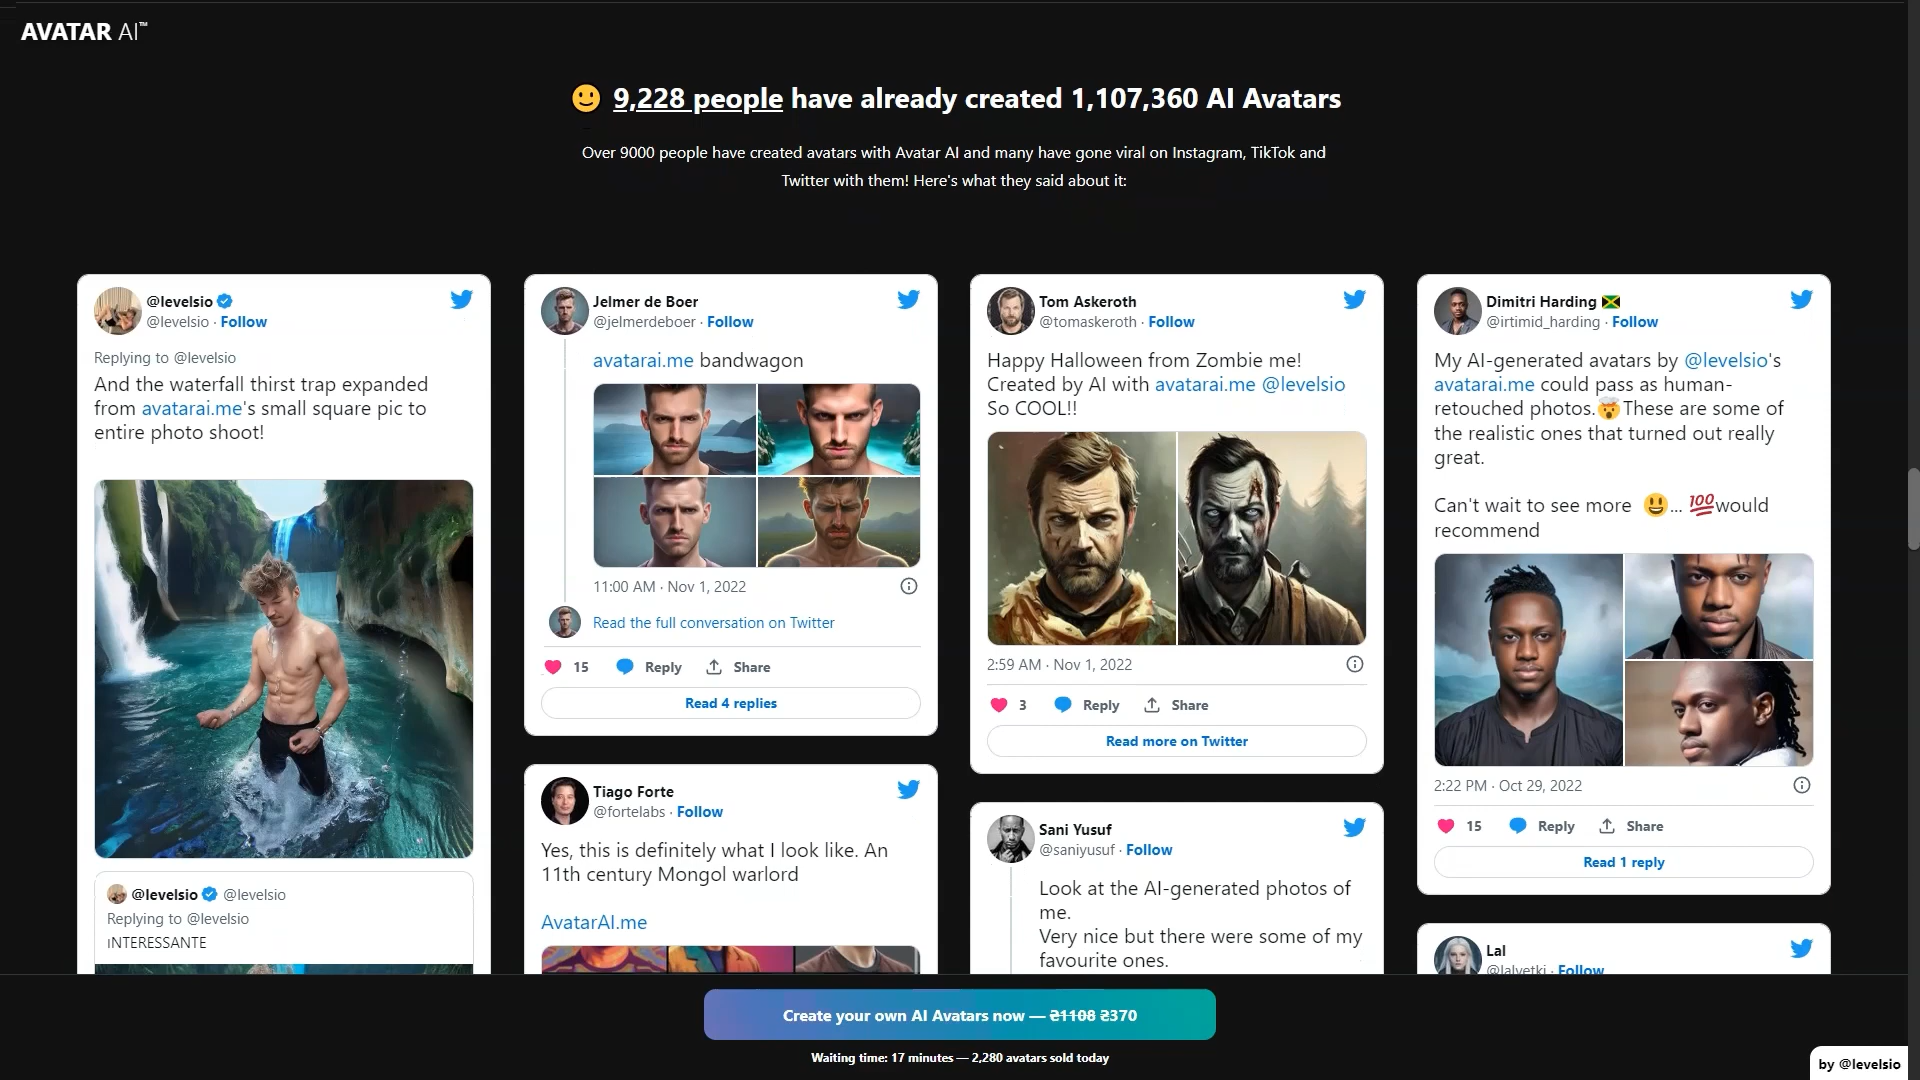 AVATAR AI™
🙂 9,228 people have already created 1,107,360 AI Avatars
Over 9000 people have created avatars with Avatar AI and many have gone viral on Instagram, TikTok and
Twitter with them! Here's what they said about it:
@levelsio
@levelsio · Follow
Replying to @levelsio
And the waterfall thirst trap expanded
from avatarai.me's small square pic to
entire photo shoot!
@levelsio @levelsio
Replying to @levelsio
iNTERESSANTE
Jelmer de Boer
@jelmerdeboer · Follow
avatarai.me bandwagon
11:00 AM · Nov 1, 2022
Read the full conversation on Twitter
15 Reply Share
Read 4 replies
Tiago Forte
@fortelabs · Follow
Yes, this is definitely what I look like. An
11th century Mongol warlord
AvatarAI.me
Tom Askeroth
@tomaskeroth · Follow
Happy Halloween from Zombie me!
Created by AI with avatarai.me @levelsio
So COOL!!
2:59 AM · Nov 1, 2022
3 Reply Share
Read more on Twitter
Sani Yusuf
@saniyusuf · Follow
Look at the AI-generated photos of
me.
Very nice but there were some of my
favourite ones.
Dimitri Harding 🇯🇲
@irtimid_harding · Follow
My AI-generated avatars by @levelsio's
avatarai.me could pass as human-
retouched photos.🤯These are some of
the realistic ones that turned out really
great.
Can't wait to see more 😃... 💯would
recommend
2:22 PM · Oct 29, 2022
15 Reply Share
Read 1 reply
Lal
@lalvetki · Follow
Create your own AI Avatars now — ₴1108 ₴370
Waiting time: 17 minutes — 2,280 avatars sold today
by @levelsio